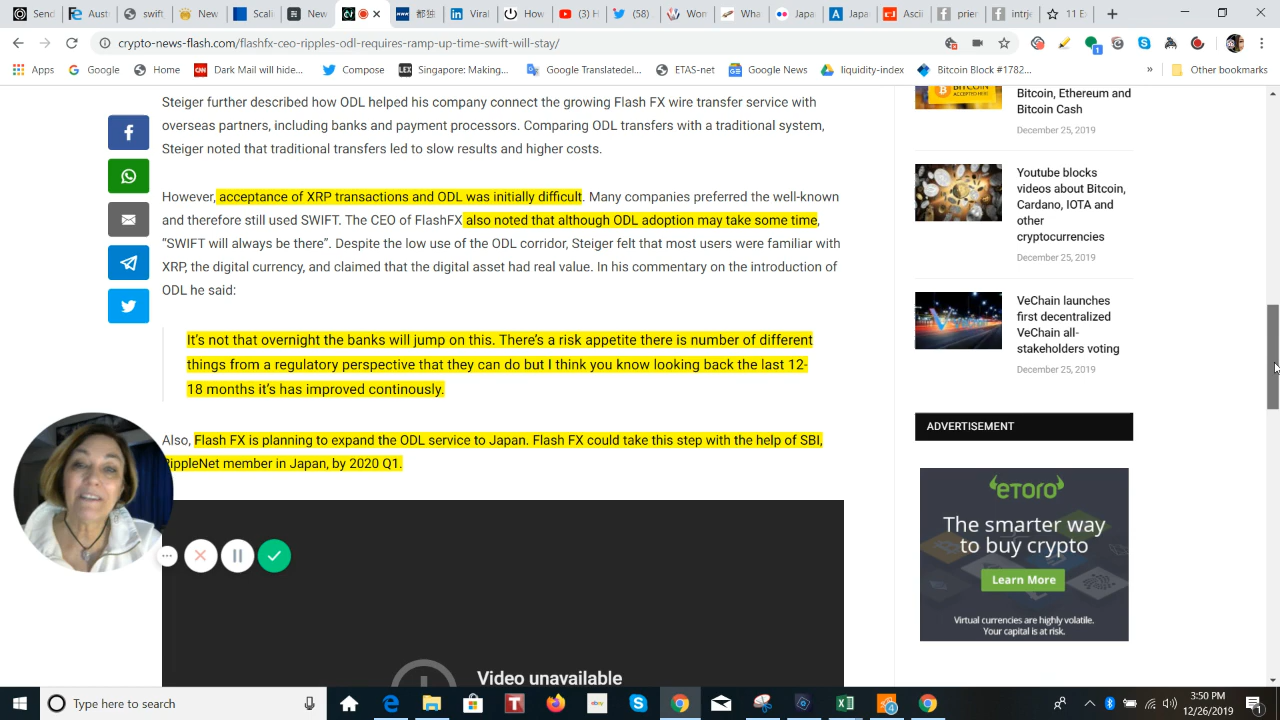 Viral (17)
(58)
Japa
Japa
Asci
crypto-news-flash.com/flashfx-ceo-ripples-odl-requires-ramp-up-time-swift-will-stay/
1
Apps
Google
Home
Dark Mail will hide...
Twitter
Singapore: Making...
Google Translated...
ETAS-net
Google News
liquidity-index
Bitcoin Block #1782...
»
Other bookmarks
Steiger further described how ODL helped his company connect the growing Flash FX wire transfer service with
overseas partners, including banks and payment processors. Comparing ODL transfers with a traditional system,
Steiger noted that traditional transfers led to slow results and higher costs.
However, acceptance of XRP transactions and ODL was initially difficult. Many companies preferred the well-known
and therefore still used SWIFT. The CEO of FlashFX also noted that although ODL adoption may take some time,
“SWIFT will always be there”. Despite the low use of the ODL corridor, Steiger felt that most users were familiar with
XRP, the digital currency, and claimed that the digital asset had real value. In his commentary on the introduction of
ODL he said:
It’s not that overnight the banks will jump on this. There’s a risk appetite there is number of different
things from a regulatory perspective that they can do but I think you know looking back the last 12-
18 months it’s has improved continously.
Also, Flash FX is planning to expand the ODL service to Japan. Flash FX could take this step with the help of SBI,
RippleNet member in Japan, by 2020 Q1.
Video unavailable
BITCOIN
ACCEPTED HERE
Bitcoin, Ethereum and
Bitcoin Cash
December 25, 2019
Youtube blocks
videos about Bitcoin,
Cardano, IOTA and
other
cryptocurrencies
December 25, 2019
VeChain launches
first decentralized
VeChain all-
stakeholders voting
December 25, 2019
ADVERTISEMENT
eToro
The smarter way
to buy crypto
Learn More
Virtual currencies are highly volatile.
Your capital is at risk.
Type here to search
4
3:50 PM
12/26/2019
1